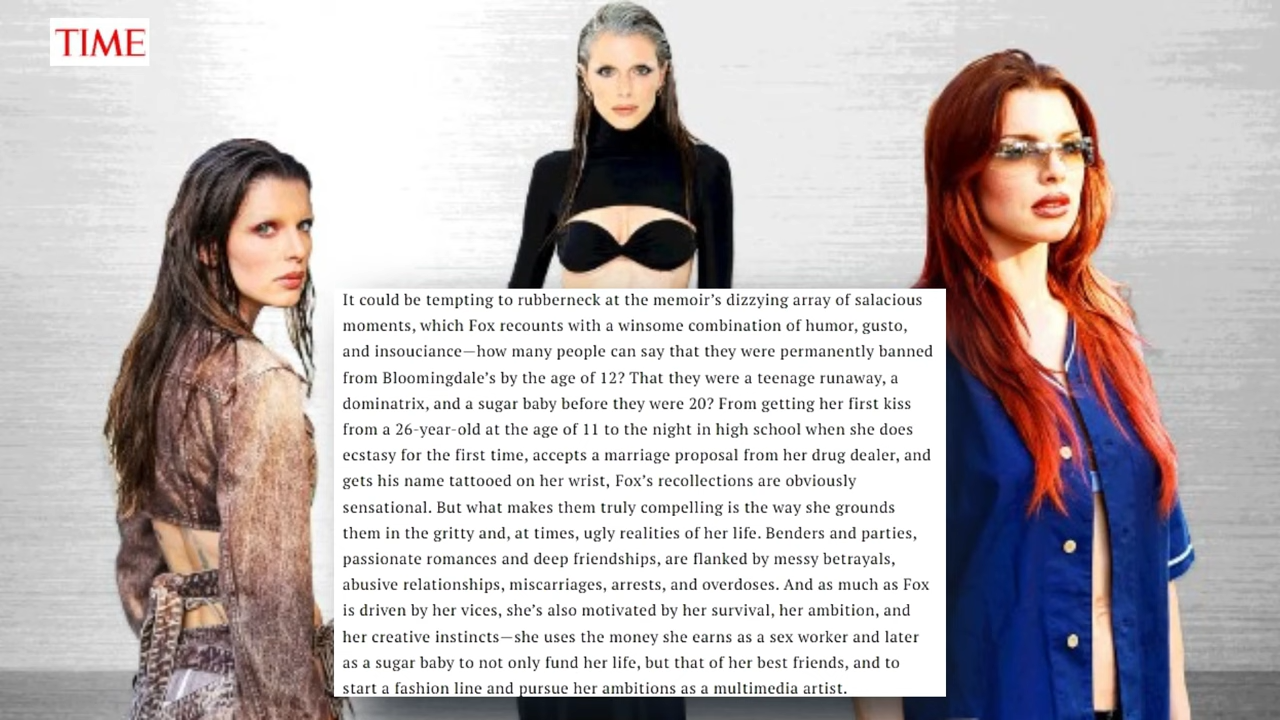 TIME
It could be tempting to rubberneck at the memoir’s dizzying array of salacious
moments, which Fox recounts with a winsome combination of humor, gusto,
and insouciance—how many people can say that they were permanently banned
from Bloomingdale’s by the age of 12? That they were a teenage runaway, a
dominatrix, and a sugar baby before they were 20? From getting her first kiss
from a 26-year-old at the age of 11 to the night in high school when she does
ecstasy for the first time, accepts a marriage proposal from her drug dealer, and
gets his name tattooed on her wrist, Fox’s recollections are obviously
sensational. But what makes them truly compelling is the way she grounds
them in the gritty and, at times, ugly realities of her life. Benders and parties,
passionate romances and deep friendships, are flanked by messy betrayals,
abusive relationships, miscarriages, arrests, and overdoses. And as much as Fox
is driven by her vices, she’s also motivated by her survival, her ambition, and
her creative instincts—she uses the money she earns as a sex worker and later
as a sugar baby to not only fund her life, but that of her best friends, and to
start a fashion line and pursue her ambitions as a multimedia artist.